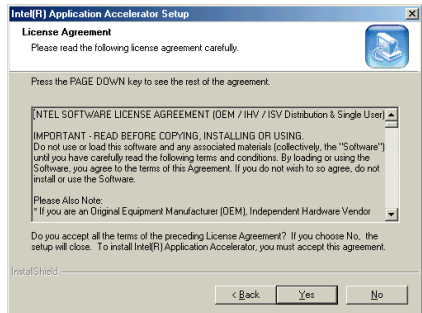 Intel(R) Application Accelerator Setup
License Agreement
Please read the following license agreement carefully.
Press the PAGE DOWN key to see the rest of the agreement.
INTEL SOFTWARE LICENSE AGREEMENT (OEM / IHV / ISV Distribution & Single User)
IMPORTANT - READ BEFORE COPYING, INSTALLING OR USING.
Do not use or load this software and any associated materials (collectively, the "Software")
until you have carefully read the following terms and conditions. By loading or using the
Software, you agree to the terms of this Agreement. If you do not wish to so agree, do not
install or use the Software.
Please Also Note:
* If you are an Original Equipment Manufacturer (OEM), Independent Hardware Vendor
Do you accept all the terms of the preceding License Agreement? If you choose No, the
setup will close. To install Intel(R) Application Accelerator, you must accept this agreement.
InstallShield
< Back
Yes
No